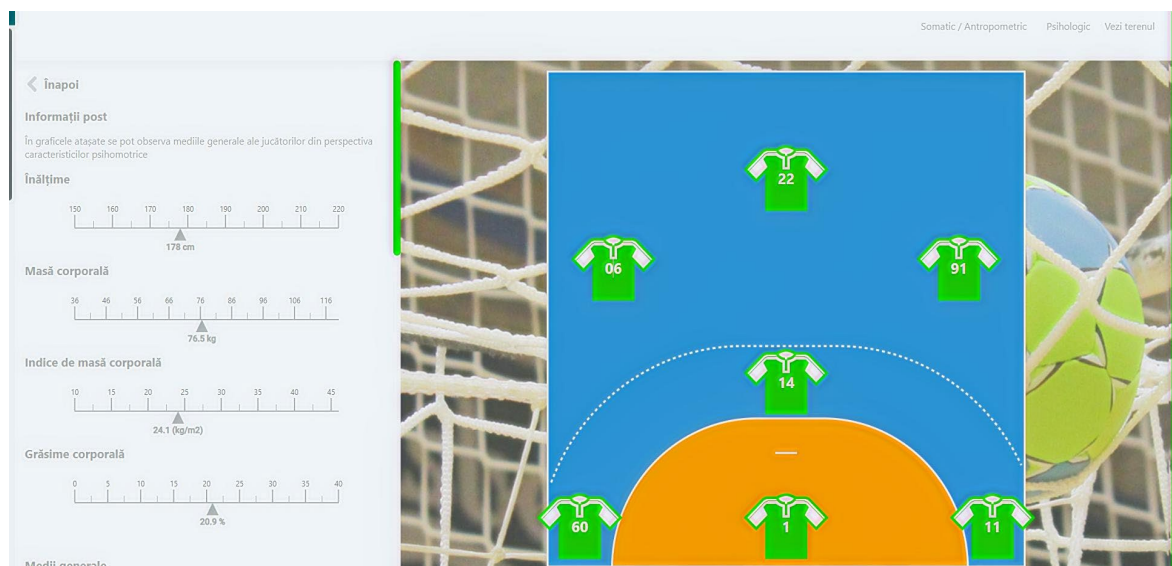 Somatic / Antropometric Psihologic Vezi terenul
Înapoi
Informații post
În graficele atașate se pot observa mediile generale ale jucătorilor din perspectiva
caracteristicilor psihomotrice
Înălțime
150 160 170 180 190 200 210 220
178 cm
Masă corporală
36 46 56 66 76 86 96 106 116
76.5 kg
Indice de masă corporală
10 15 20 25 30 35 40 45
24.1 (kg/m2)
Grăsime corporală
0 5 10 15 20 25 30 35 40
20.9 %
Medii generale
22
06 91
14
60 1 11